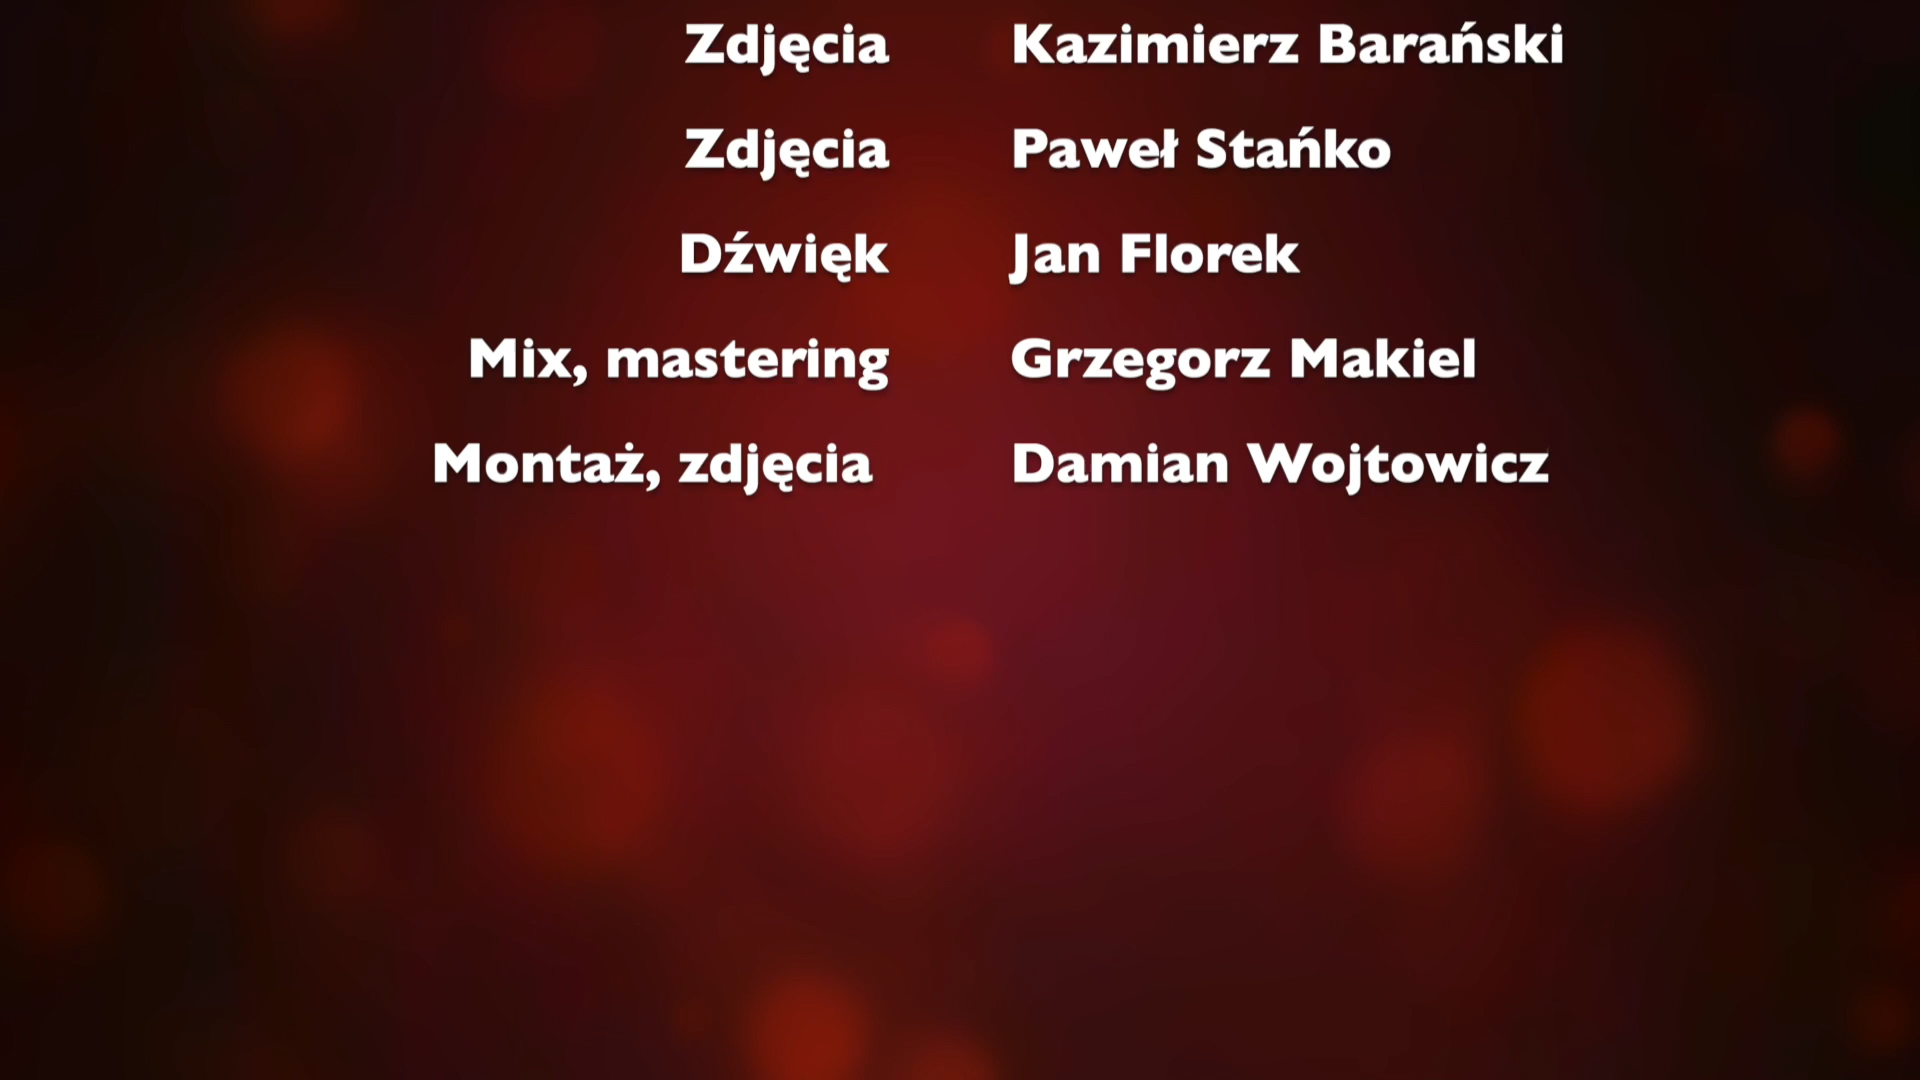 Zdjęcia Kazimierz Barański
Zdjęcia Paweł Stańko
Dźwięk Jan Florek
Mix, mastering Grzegorz Makiel
Montaż, zdjęcia Damian Wojtowicz